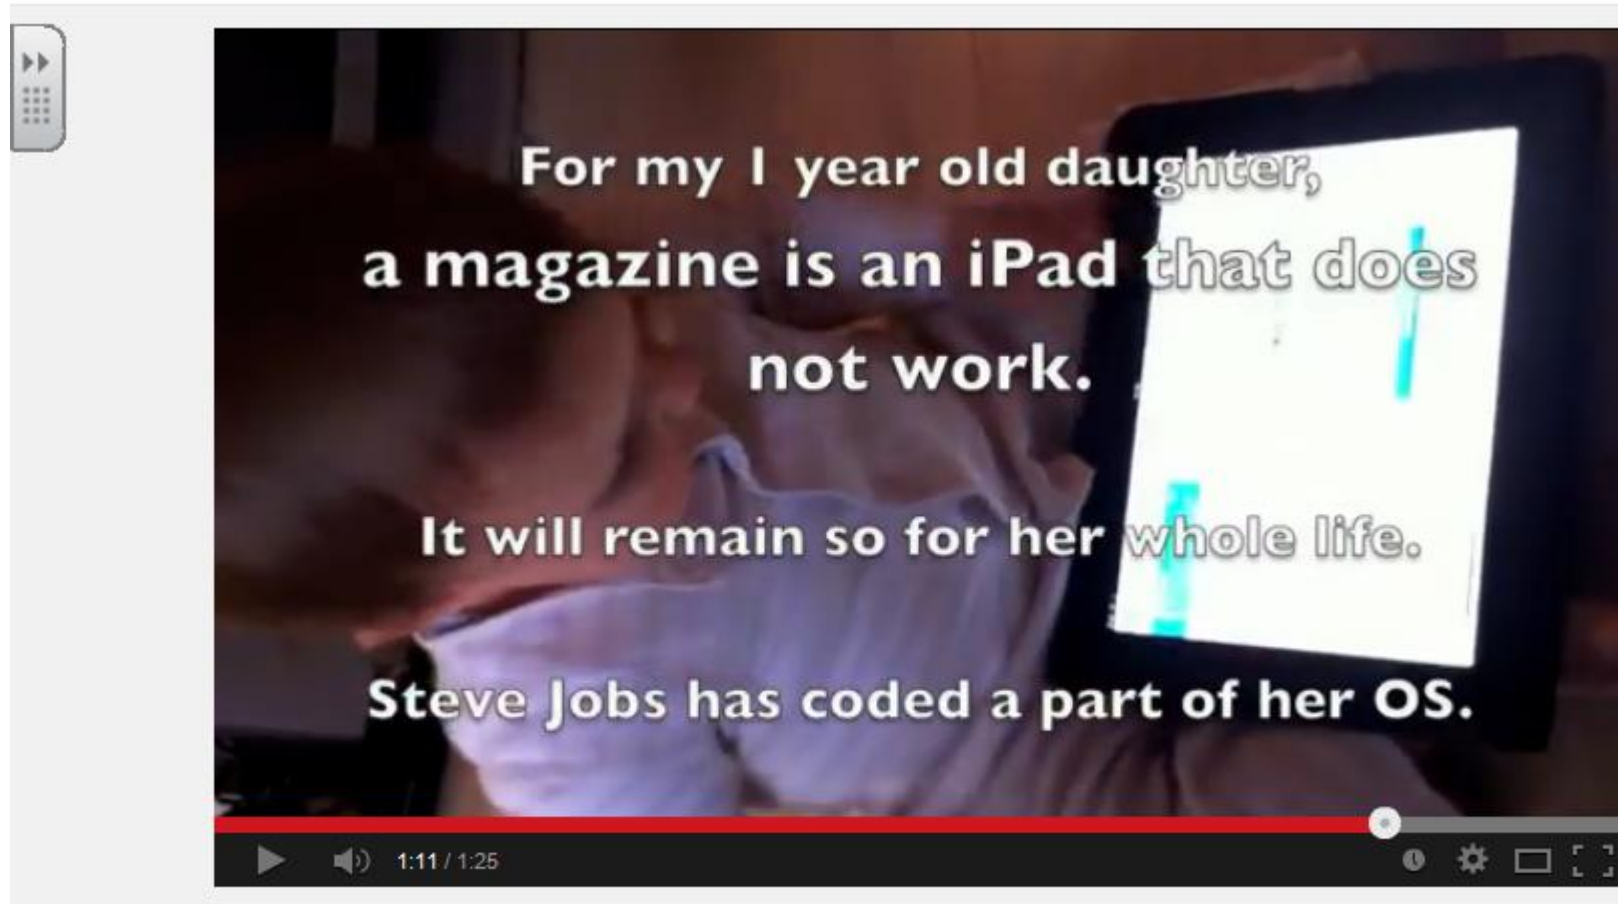 For my 1 year old daughter,
a magazine is an iPad that does
not work.
It will remain so for her whole life.
Steve Jobs has coded a part of her OS.
1:11 / 1:25